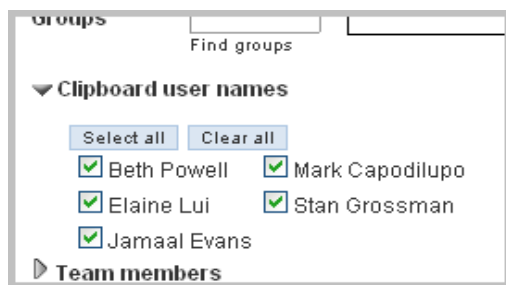 Groups
Find groups
Clipboard user names
Select all Clear all
Beth Powell Mark Capodilupo
Elaine Lui Stan Grossman
Jamaal Evans
Team members